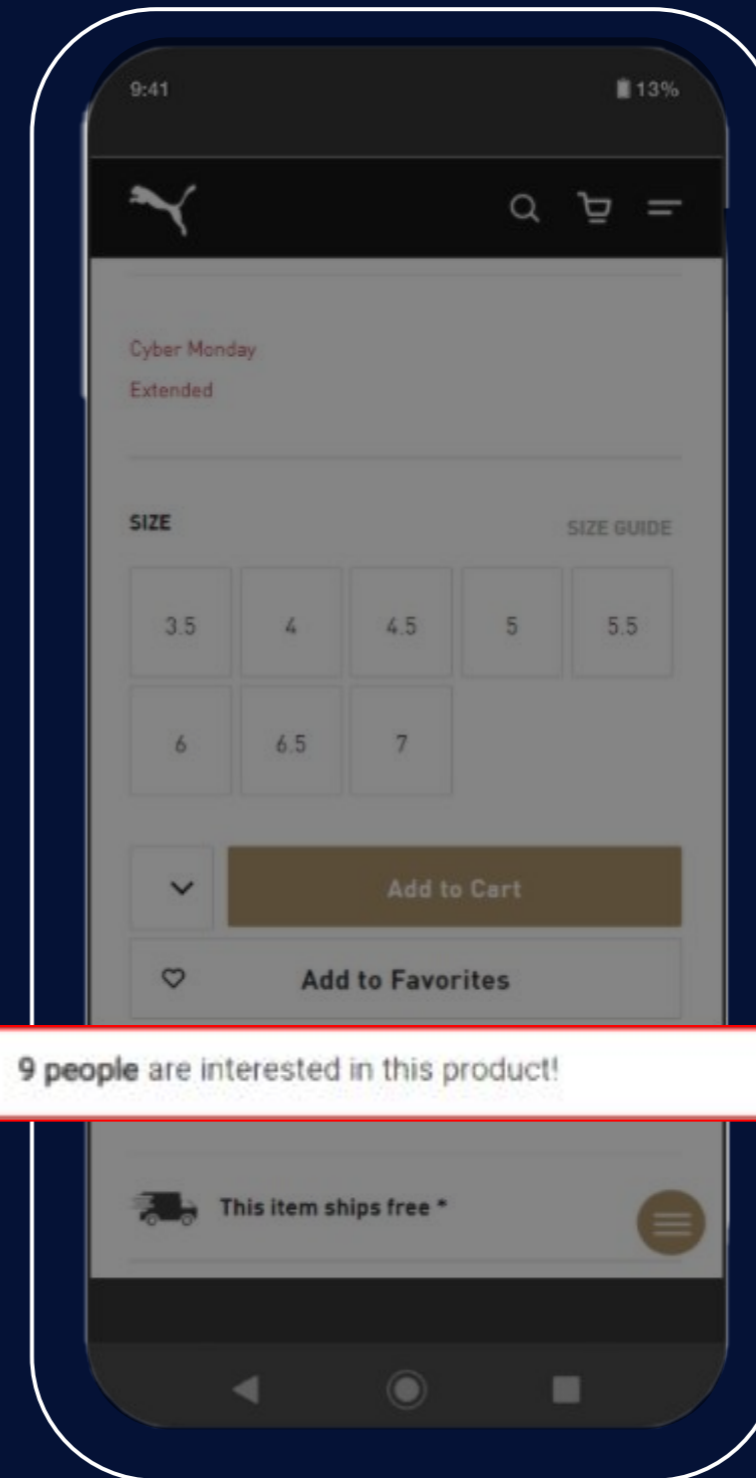 9:41 13%
Cyber Monday
Extended
SIZE SIZE GUIDE
3.5 4 4.5 5 5.5
6 6.5 7
Add to Cart
Add to Favorites
9 people are interested in this product!
This item ships free *